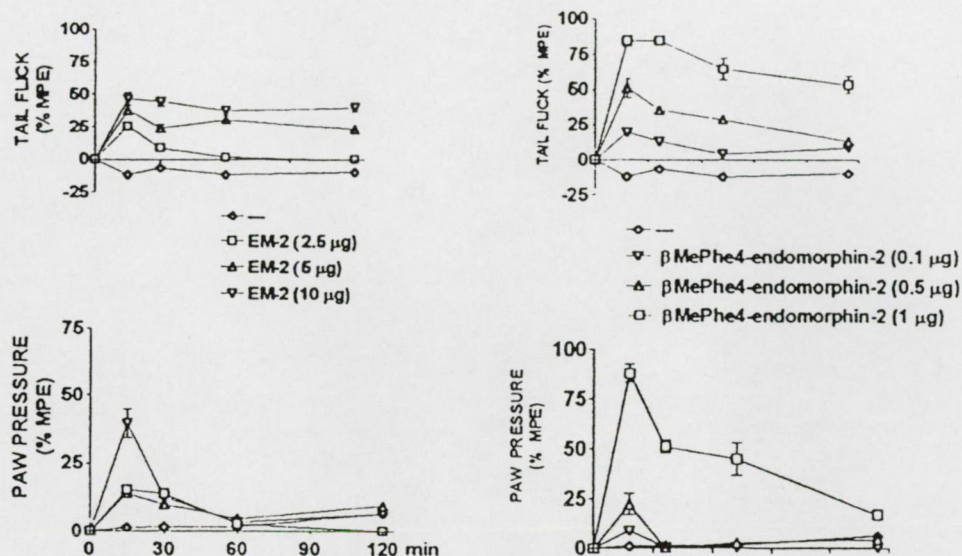 TAIL FLICK
(% MPE)
100
75
50
25
0
-25
—
EM-2 (2.5 µg)
EM-2 (5 µg)
EM-2 (10 µg)
TAIL FLICK (% MPE)
100
75
50
25
0
-25
—
βMePhe4-endomorphin-2 (0.1 µg)
βMePhe4-endomorphin-2 (0.5 µg)
βMePhe4-endomorphin-2 (1 µg)
PAW PRESSURE
(% MPE)
75
50
25
0
0 30 60 120 min
PAW PRESSURE
(% MPE)
100
75
50
25
0